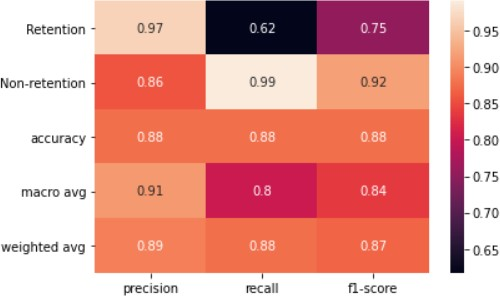 Retention 0.97 0.62 0.75
Non-retention 0.86 0.99 0.92
accuracy 0.88 0.88 0.88
macro avg 0.91 0.8 0.84
weighted avg 0.89 0.88 0.87
precision recall f1-score
0.95
0.90
0.85
0.80
0.75
0.70
0.65